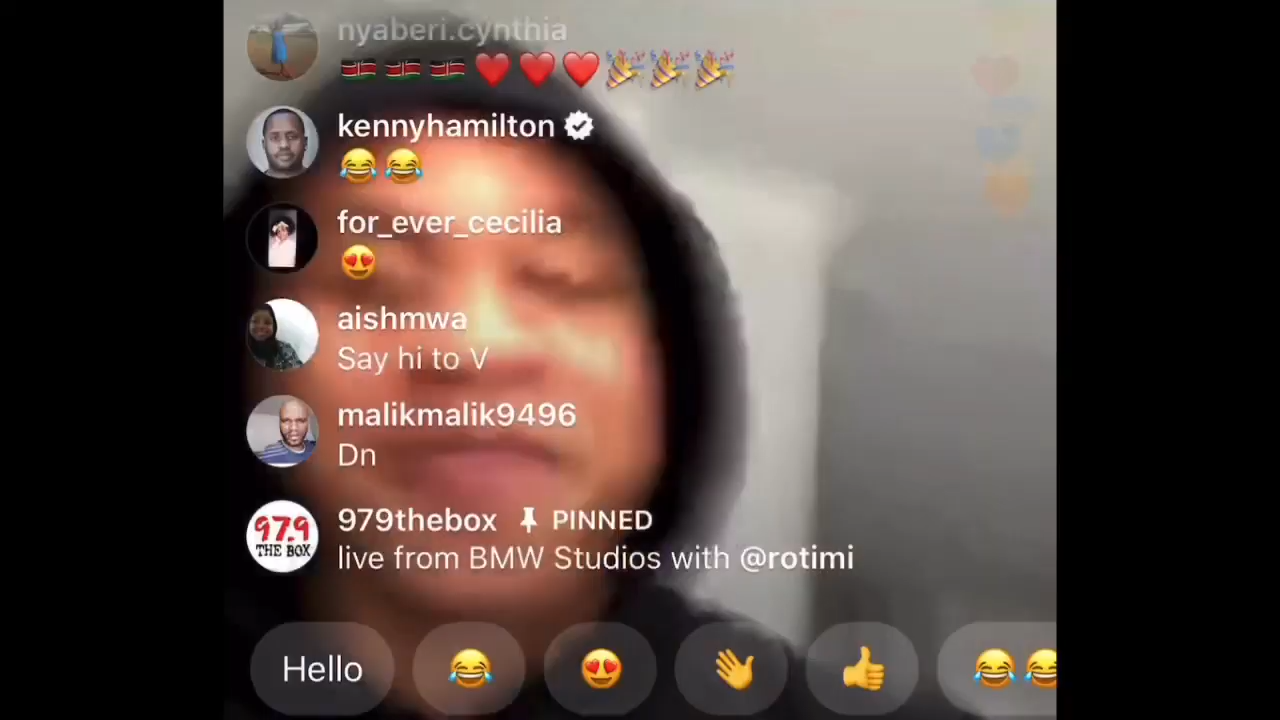 nyaberi.cynthia
🇰🇪🇰🇪🇰🇪❤️❤️❤️🎉🎉🎉
kennyhamilton
😂😂
for_ever_cecilia
😍
aishmwa
Say hi to V
malikmalik9496
Dn
979thebox PINNED
97.9
THE BOX
live from BMW Studios with @rotimi
Hello 😂 😍 👋 👍 😂😂